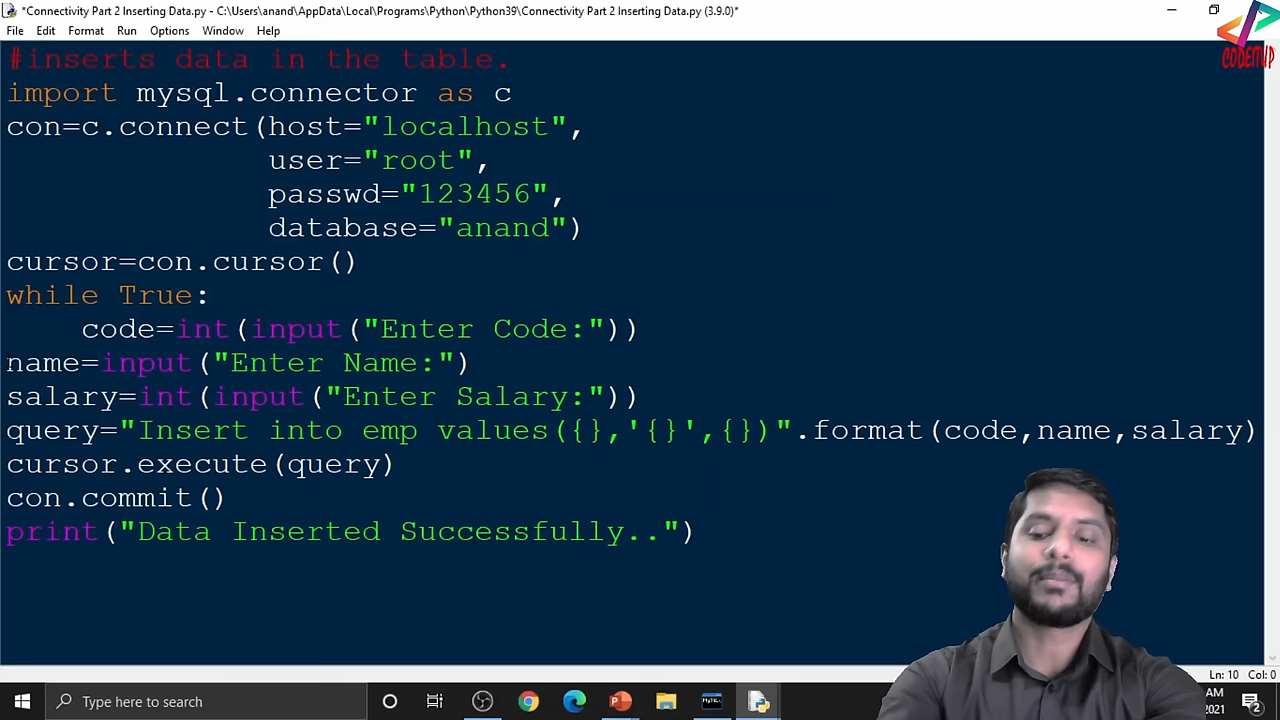 *Connectivity Part 2 Inserting Data.py - C:\Users\anand\AppData\Local\Programs\Python\Python39\Connectivity Part 2 Inserting Data.py (3.9.0)*
File Edit Format Run Options Window Help
CODEITUP
#inserts data in the table.
import mysql.connector as c
con=c.connect(host="localhost",
user="root",
passwd="123456",
database="anand")
cursor=con.cursor()
while True:
    code=int(input("Enter Code:"))
name=input("Enter Name:")
salary=int(input("Enter Salary:"))
query="Insert into emp values({},'{}',{})".format(code,name,salary)
cursor.execute(query)
con.commit()
print("Data Inserted Successfully..")
Ln: 10 Col: 0
Type here to search
AM
2021
2